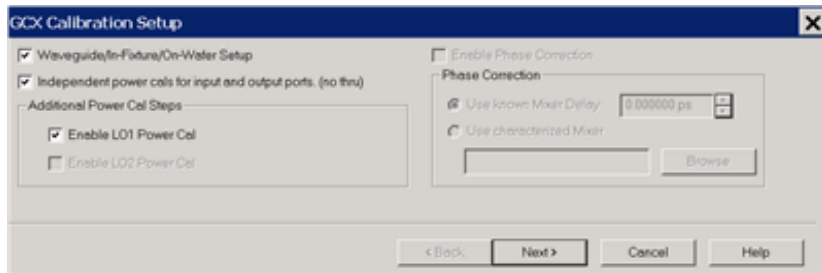 GCX Calibration Setup
Waveguide/In-Fixture/On-Wafer Setup
Independent power cals for input and output ports. (no thru)
Additional Power Cal Steps
Enable LO1 Power Cal
Enable LO2 Power Cal
Enable Phase Correction
Phase Correction
Use known Mixer Delay 0.000000 ps
Use characterized Mixer
Browse
< Back Next > Cancel Help